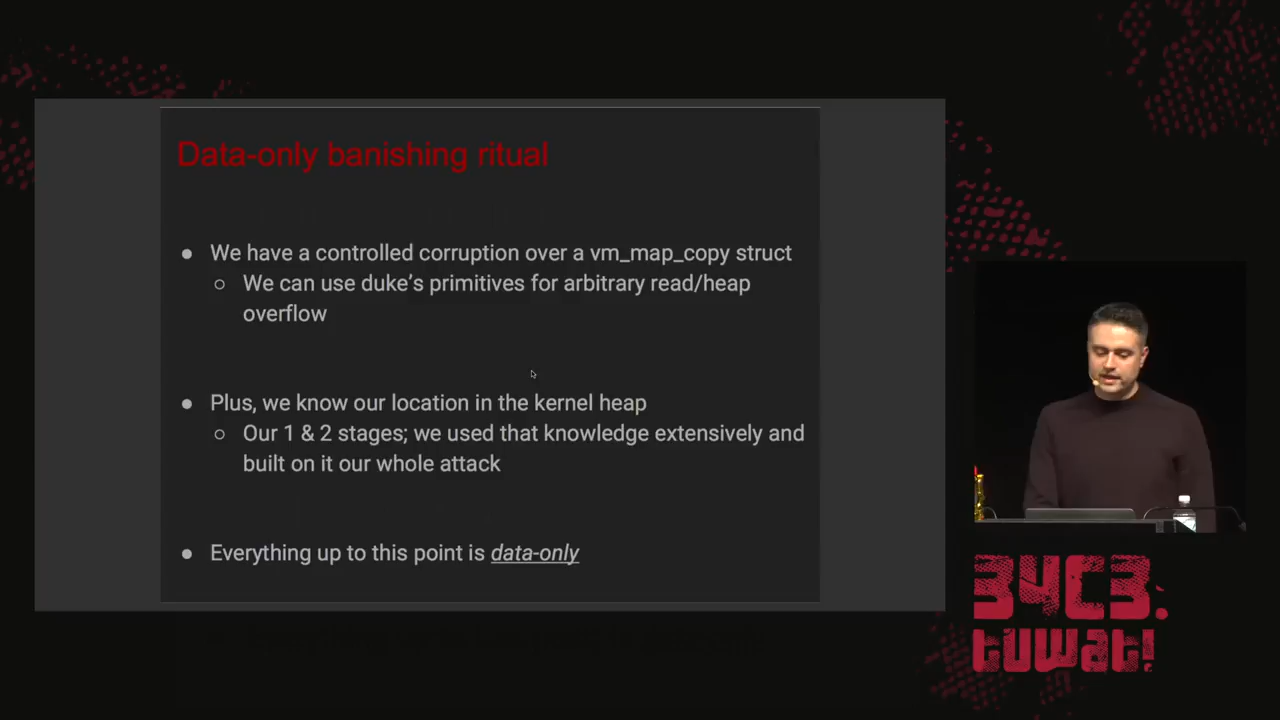 Data-only banishing ritual
● We have a controlled corruption over a vm_map_copy struct
○ We can use duke's primitives for arbitrary read/heap
overflow
● Plus, we know our location in the kernel heap
○ Our 1 & 2 stages; we used that knowledge extensively and
built on it our whole attack
● Everything up to this point is data-only
34C3.
tuwat!